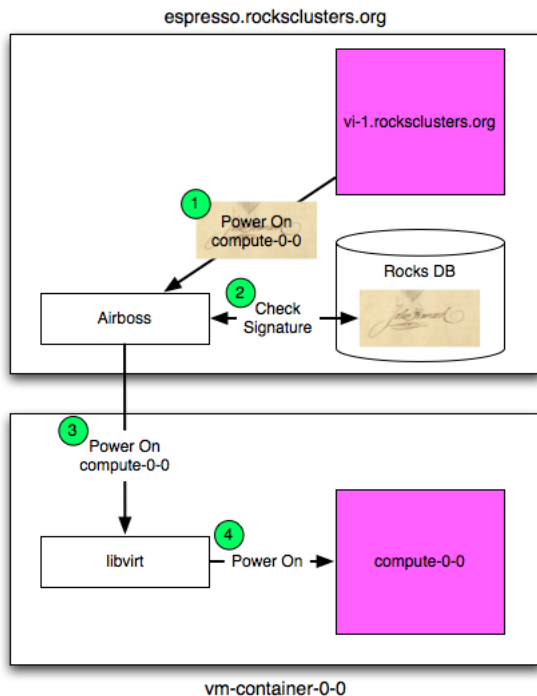 espresso.rocksclusters.org
vi-1.rocksclusters.org
1
Power On
compute-0-0
Rocks DB
2
Check
Signature
Airboss
3
Power On
compute-0-0
4
libvirt
Power On
compute-0-0
vm-container-0-0